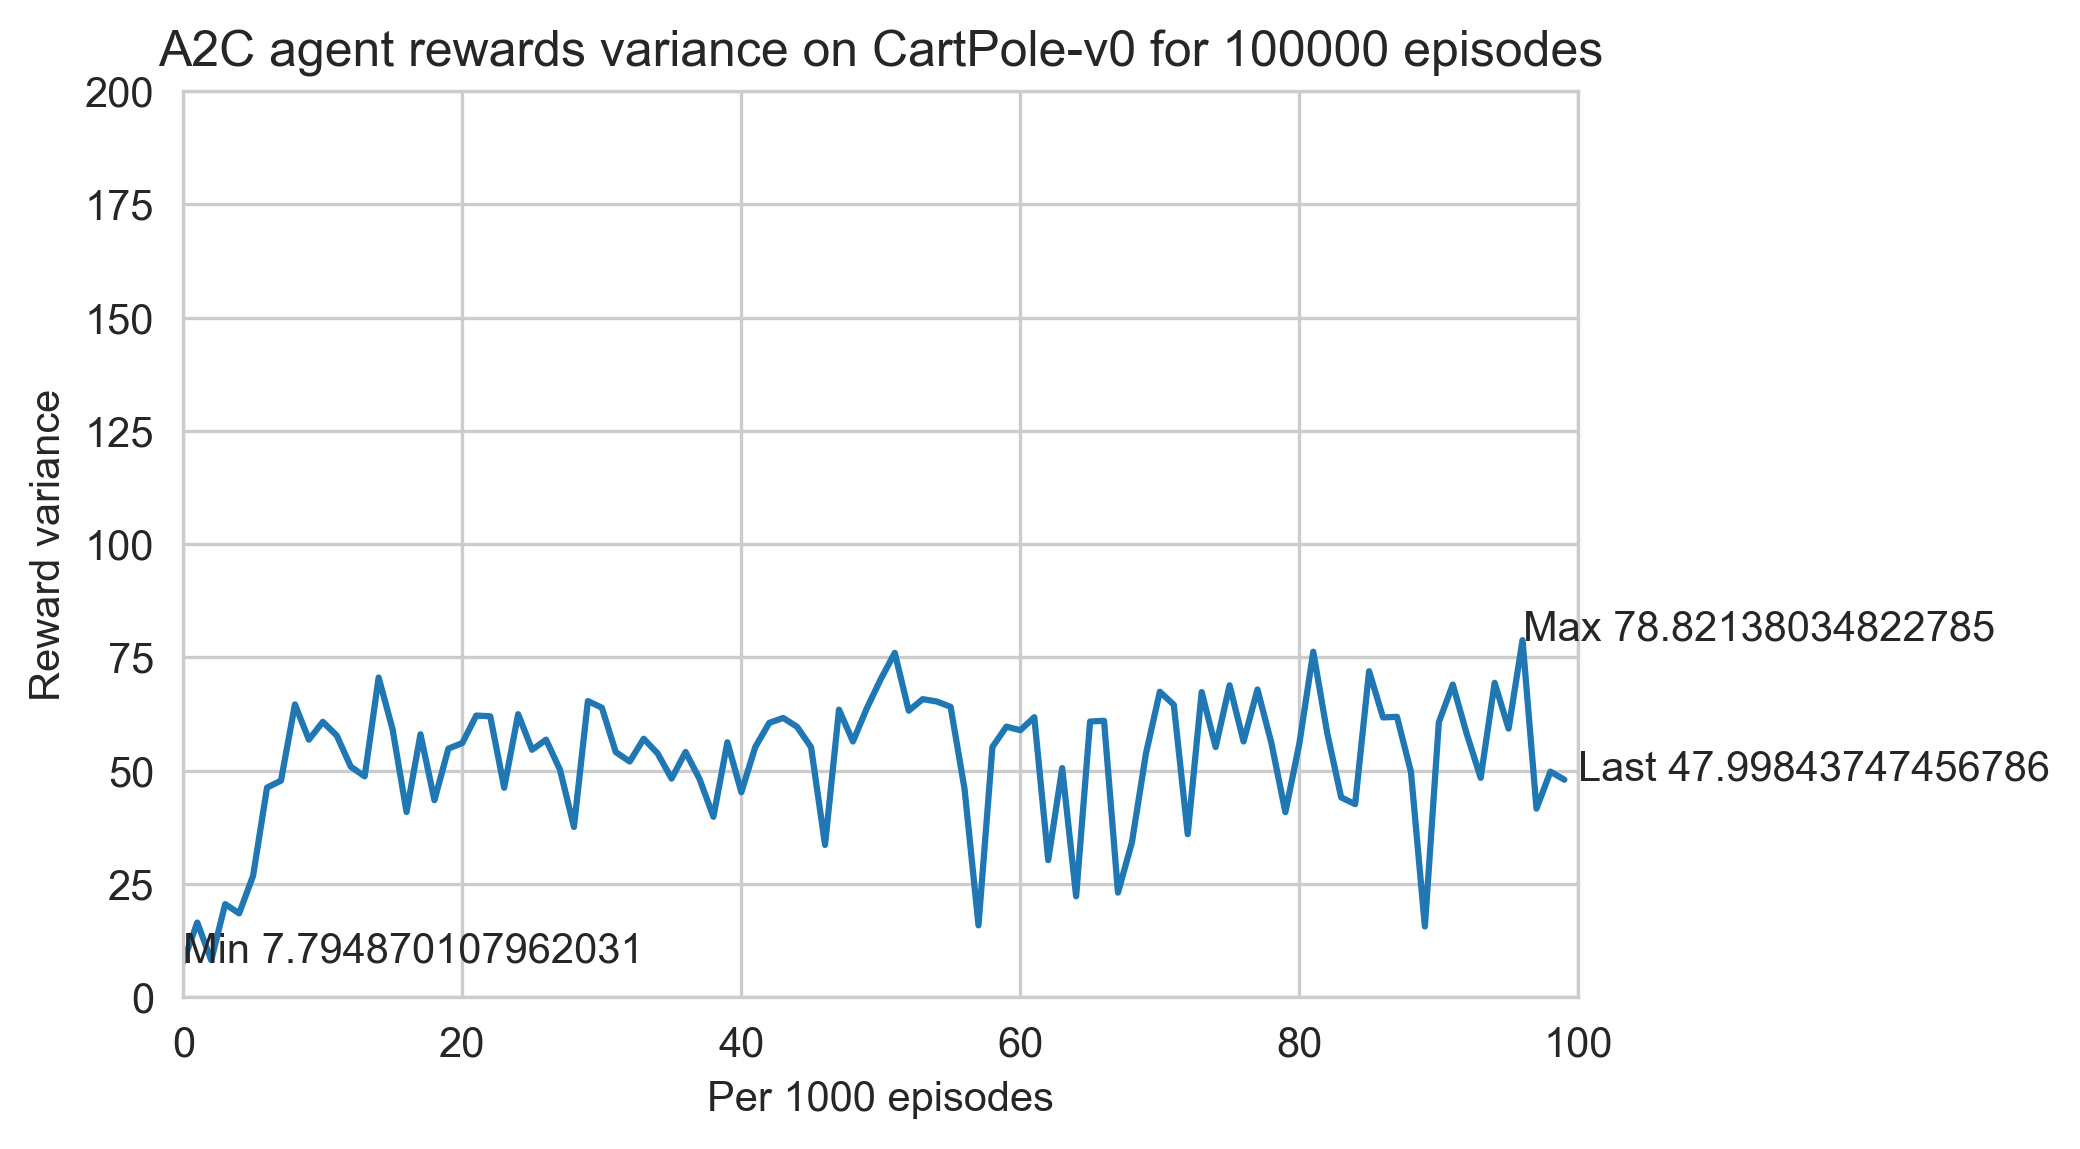 A2C agent rewards variance on CartPole-v0 for 100000 episodes
200
175
150
125
100
75
50
25
0
Reward variance
Max 78.82138034822785
Last 47.99843747456786
Min 7.794870107962031
0 20 40 60 80 100
Per 1000 episodes